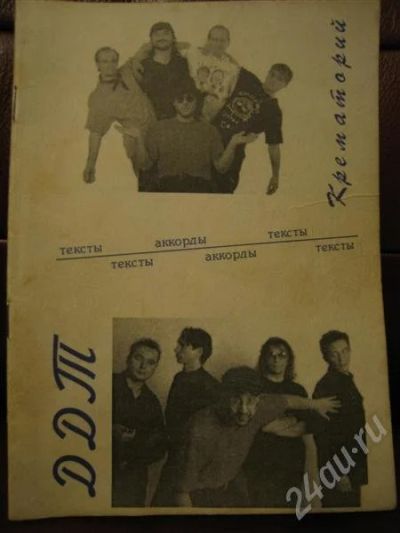 Крематорий
тексты аккорды тексты
тексты аккорды тексты
ДДТ
24au.ru